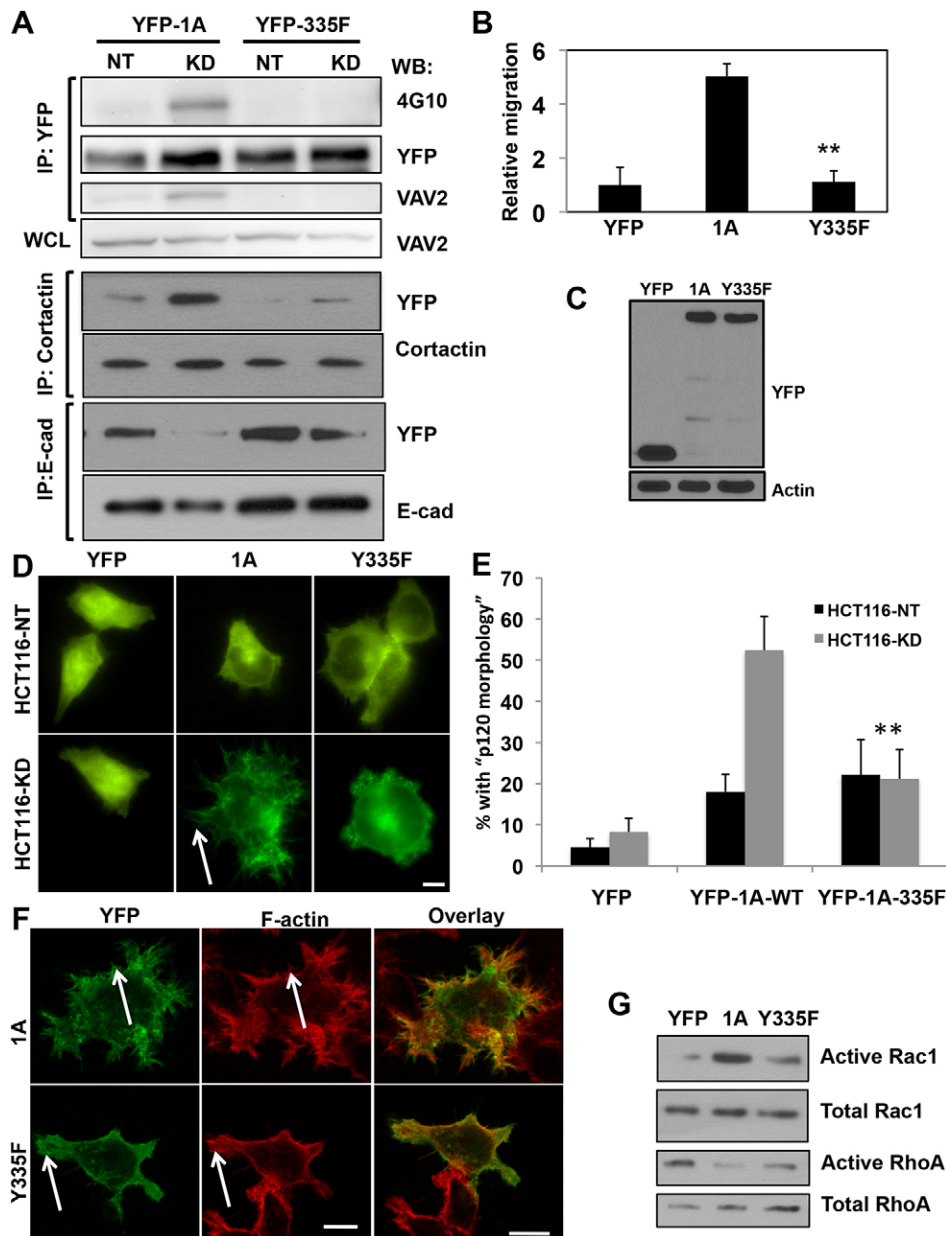 A
YFP-1A YFP-335F
NT KD NT KD WB:
IP: YFP
4G10
YFP
VAV2
WCL VAV2
IP: Cortactin
YFP
Cortactin
IP:E-cad
YFP
E-cad
B
Relative migration
6
4
2
0
**
YFP 1A Y335F
C
YFP 1A Y335F
YFP
Actin
D
YFP 1A Y335F
HCT116-NT
HCT116-KD
E
% with “p120 morphology”
70
60
50
40
30
20
10
0
HCT116-NT
HCT116-KD
**
YFP YFP-1A-WT YFP-1A-335F
F
YFP F-actin Overlay
1A
Y335F
G
YFP 1A Y335F
Active Rac1
Total Rac1
Active RhoA
Total RhoA